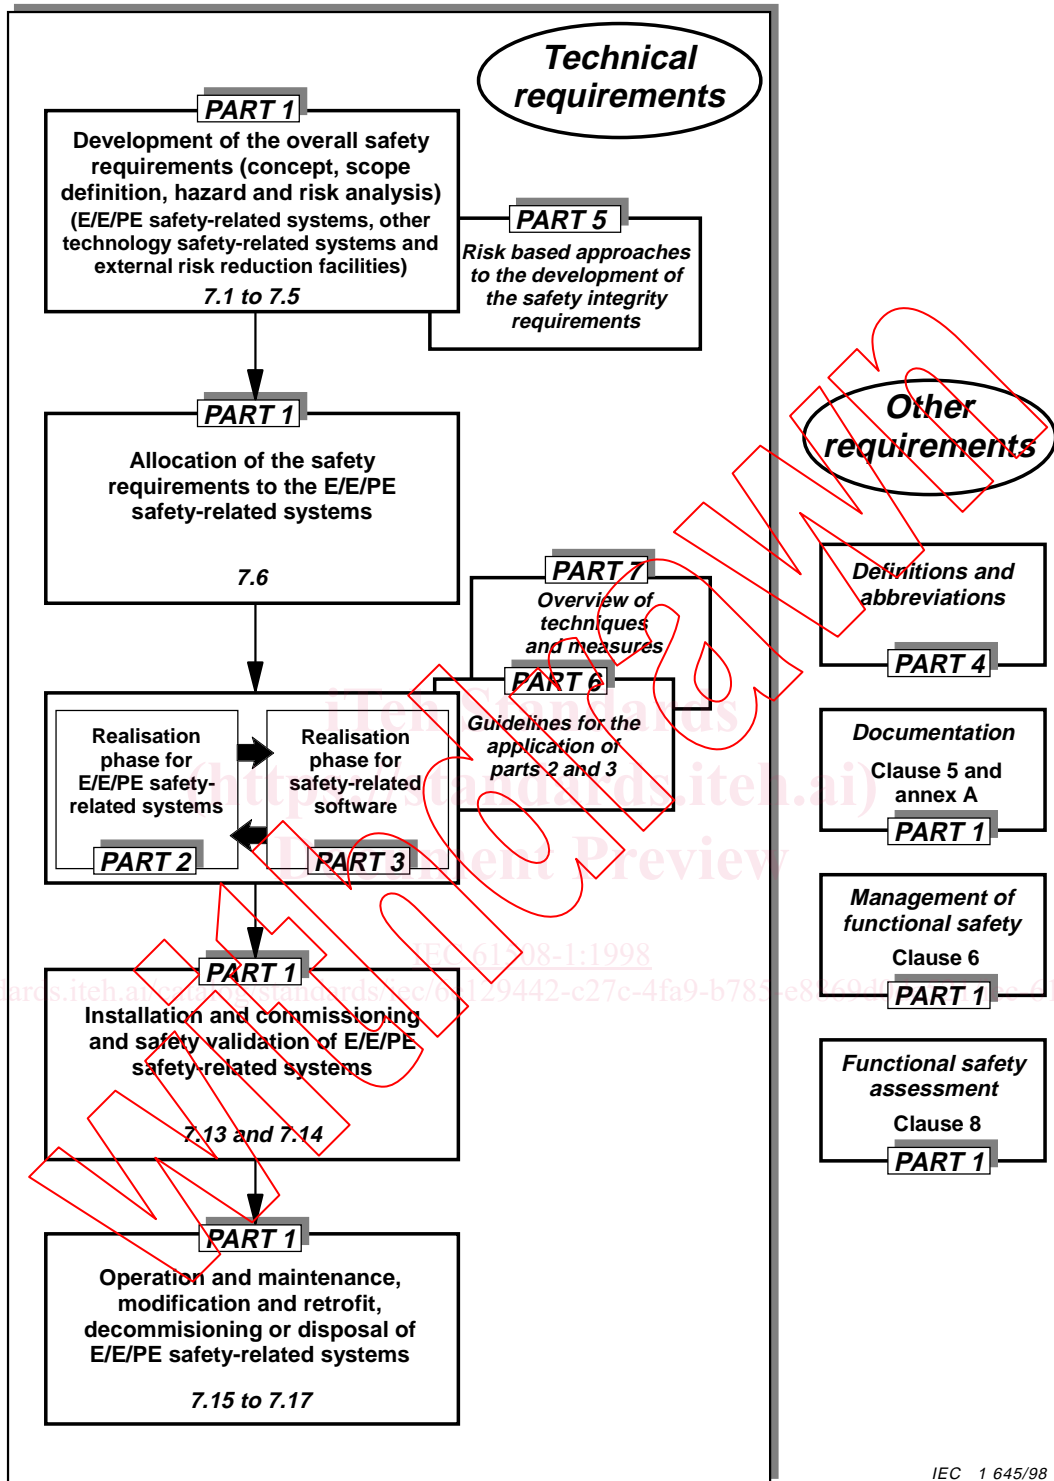 Technical
requirements
PART 1
Development of the overall safety
requirements (concept, scope
definition, hazard and risk analysis)
(E/E/PE safety-related systems, other
technology safety-related systems and
external risk reduction facilities)
7.1 to 7.5
PART 5
Risk based approaches
to the development of
the safety integrity
requirements
PART 1
Allocation of the safety
requirements to the E/E/PE
safety-related systems
7.6
PART 7
Overview of
techniques
and measures
PART 6
Guidelines for the
application of
parts 2 and 3
Realisation
phase for
E/E/PE safety-
related systems
PART 2
Realisation
phase for
safety-related
software
PART 3
PART 1
Installation and commissioning
and safety validation of E/E/PE
safety-related systems
7.13 and 7.14
PART 1
Operation and maintenance,
modification and retrofit,
decommisioning or disposal of
E/E/PE safety-related systems
7.15 to 7.17
Other
requirements
Definitions and
abbreviations
PART 4
Documentation
Clause 5 and
annex A
PART 1
Management of
functional safety
Clause 6
PART 1
Functional safety
assessment
Clause 8
PART 1
iTeh Standards
(https://standards.iteh.ai)
Document Preview
IEC 61508-1:1998
Withdrawn
IEC 1 645/98